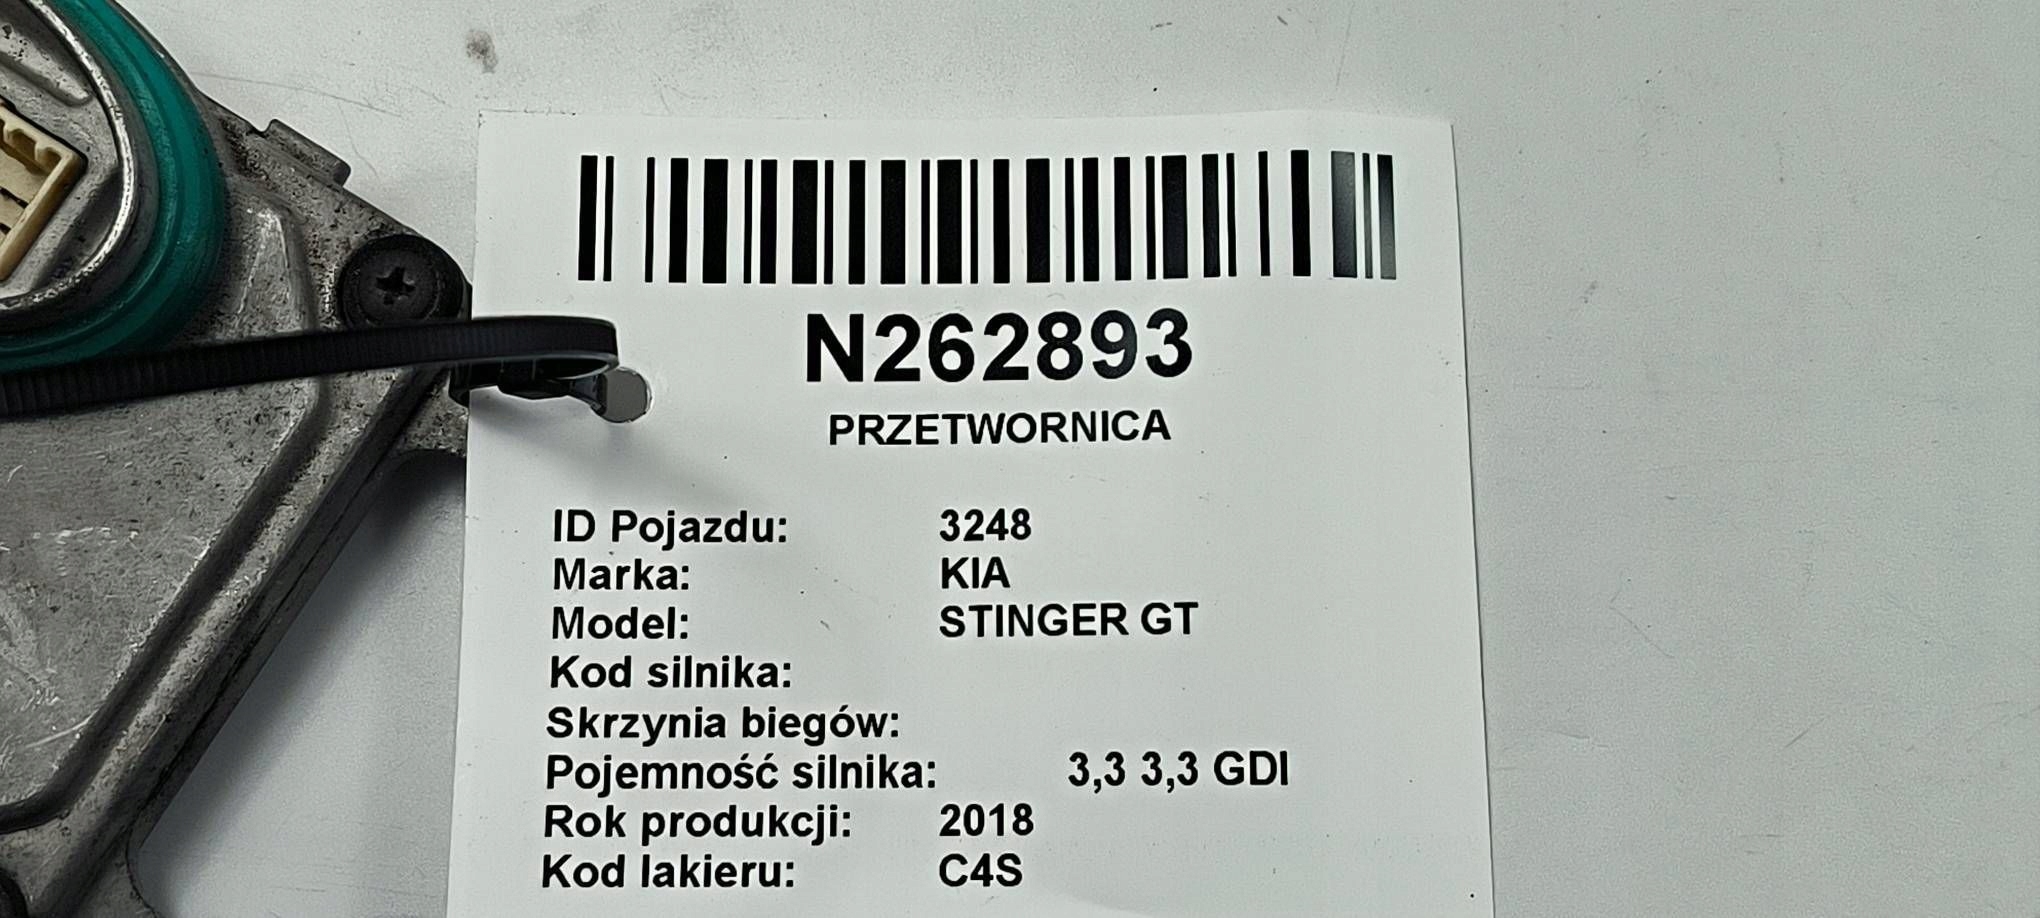 N262893
PRZETWORNICA
ID Pojazdu: 3248
Marka: KIA
Model: STINGER GT
Kod silnika:
Skrzynia biegów:
Pojemność silnika: 3,3 3,3 GDI
Rok produkcji: 2018
Kod lakieru: C4S